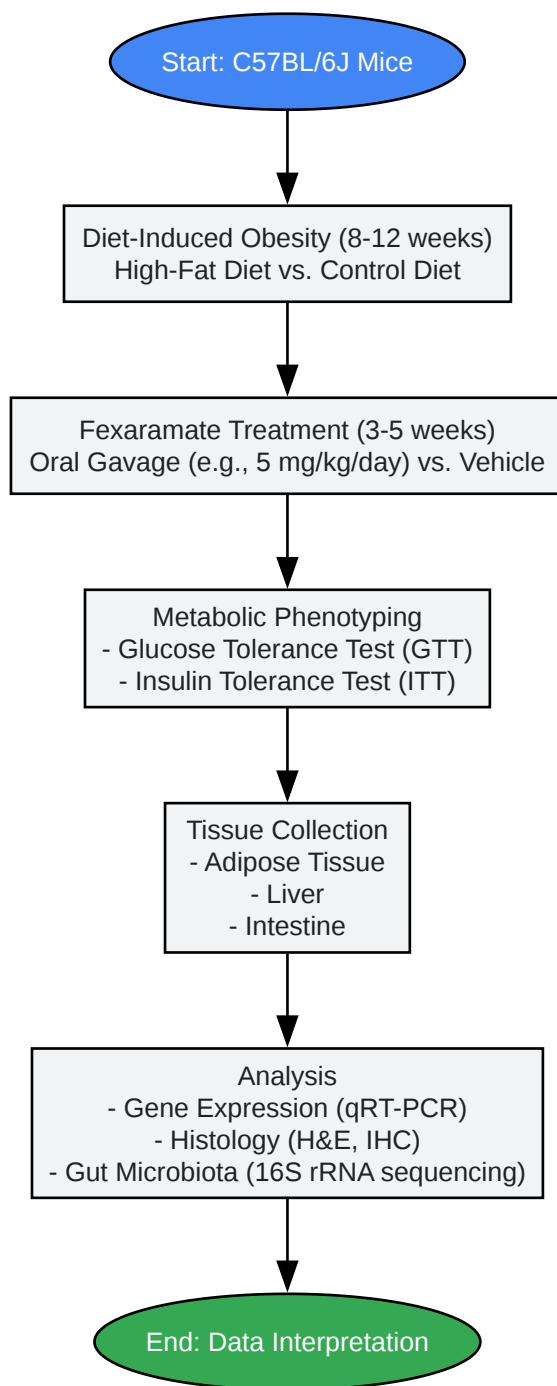 Start: C57BL/6J Mice
Diet-Induced Obesity (8-12 weeks)
High-Fat Diet vs. Control Diet
Fexaramate Treatment (3-5 weeks)
Oral Gavage (e.g., 5 mg/kg/day) vs. Vehicle
Metabolic Phenotyping
- Glucose Tolerance Test (GTT)
- Insulin Tolerance Test (ITT)
Tissue Collection
- Adipose Tissue
- Liver
- Intestine
Analysis
- Gene Expression (qRT-PCR)
- Histology (H&E, IHC)
- Gut Microbiota (16S rRNA sequencing)
End: Data Interpretation